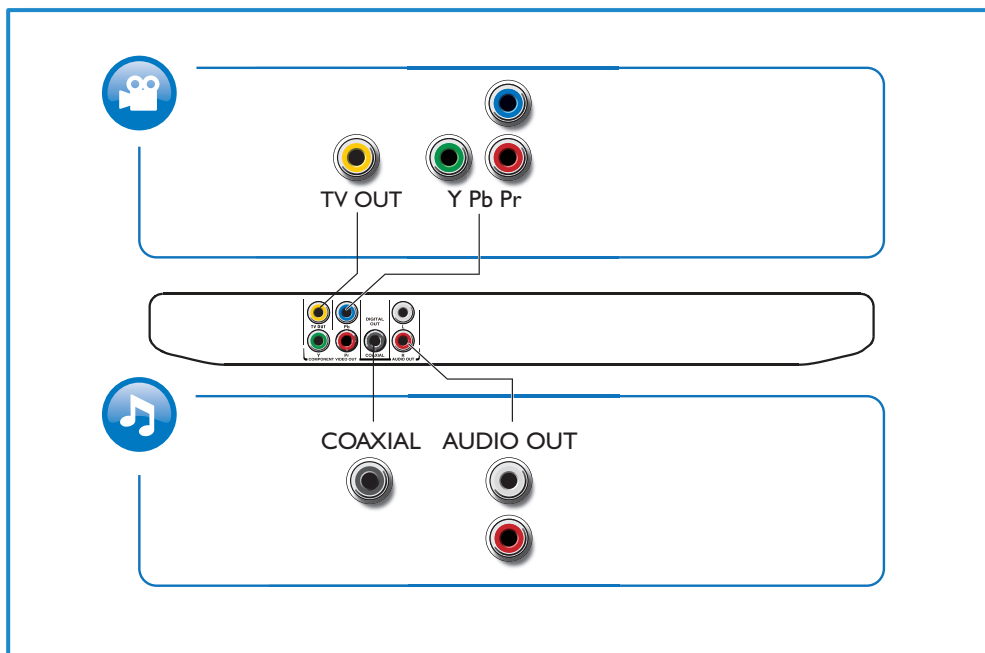 TV OUT Y Pb Pr
DIGITAL
OUT
TV OUT Pb L
Y Pr COAXIAL R
COMPONENT VIDEO OUT AUDIO OUT
COAXIAL AUDIO OUT